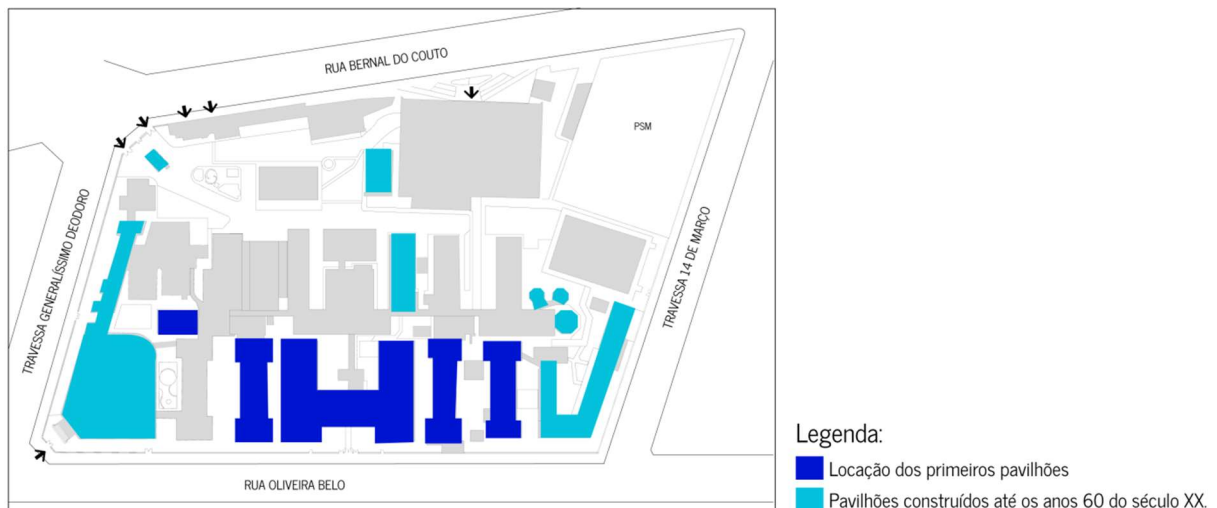 RUA BERNAL DO COUTO
PSM
TRAVESSA GENERALÍSSIMO DEODORO
TRAVESSA 14 DE MARÇO
RUA OLIVEIRA BELO
Legenda:
Locação dos primeiros pavilhões
Pavilhões construídos até os anos 60 do século XX.